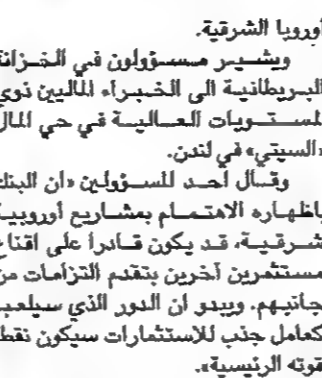 أوروبا الشرقية.
ويشير مسؤولون في الخزانة
البريطانية الى الخبراء الماليين ذوي
المستويات العالية في حي المال
«السيتي» في لندن.
وقال أحد المسؤولين «ان البنك
باظهاره الاهتمام بمشاريع أوروبية
شرقية، قد يكون قادرا على اقناع
مستثمرين آخرين بتقديم التزامات من
جانبهم. ويبدو ان الدور الذي سيلعبه
كعامل جذب للاستثمارات سيكون نقطة
قوته الرئيسية».